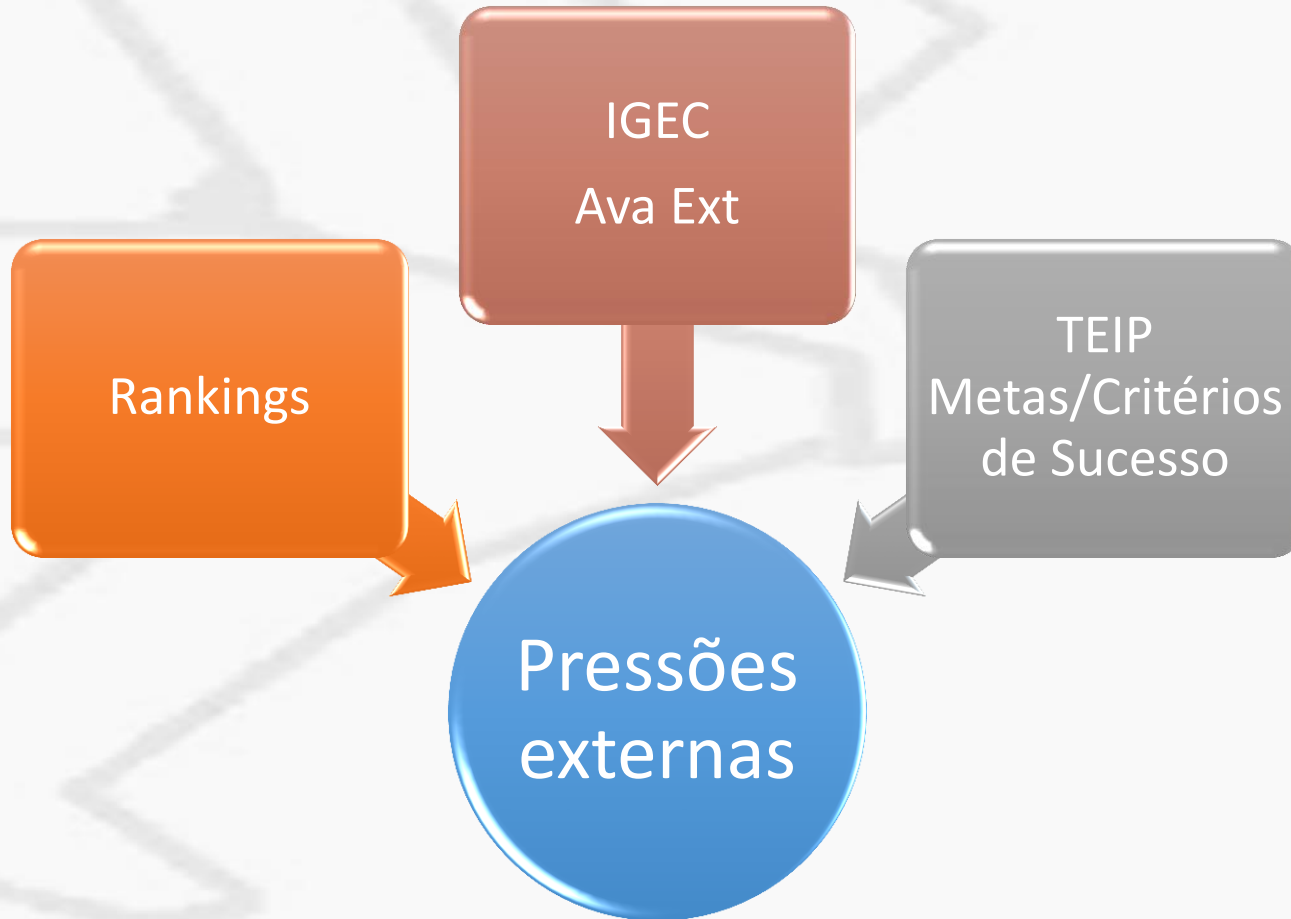 IGEC
Ava Ext
Rankings
TEIP
Metas/Critérios
de Sucesso
Pressões
externas